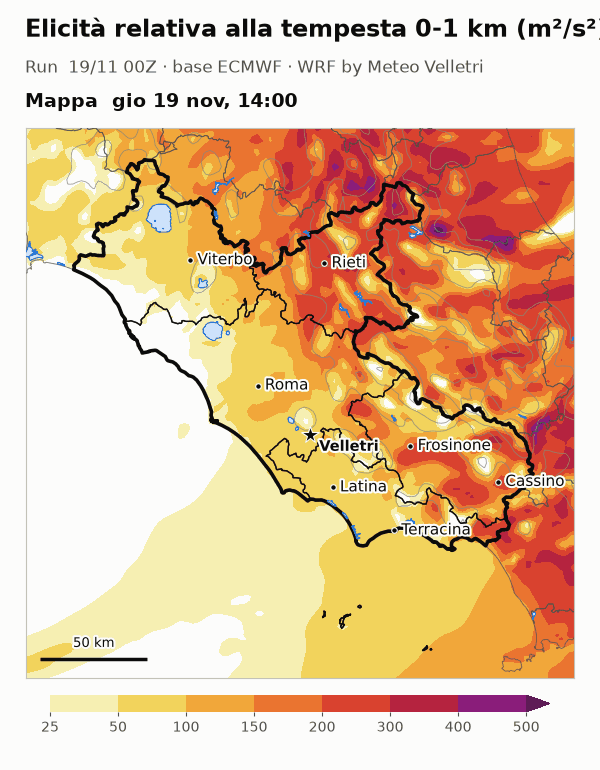 Elicità relativa alla tempesta 0-1 km (m²/s²)
Run 19/11 00Z · base ECMWF · WRF by Meteo Velletri
Mappa gio 19 nov, 14:00
Viterbo
Rieti
Roma
Velletri
Frosinone
Latina
Cassino
Terracina
50 km
25 50 100 150 200 300 400 500